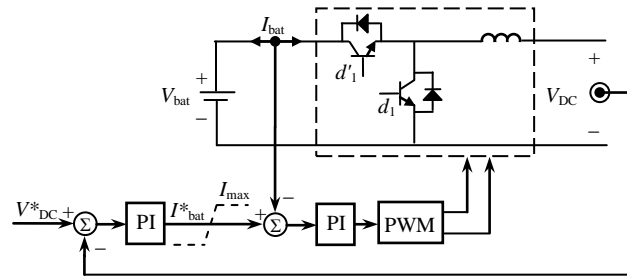 I_bat
d'_1
d_1
V_bat
+
−
+
V_DC
−
V*_DC
+
Σ
−
PI
I*_bat
I_max
−
+
Σ
PI
PWM